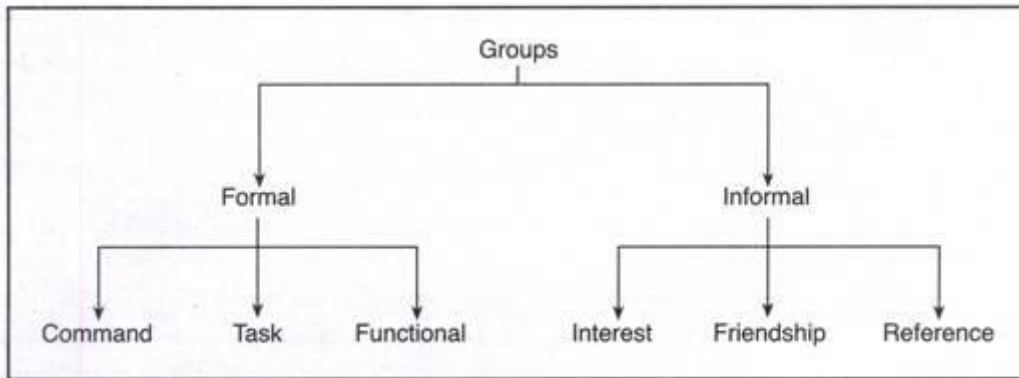 Groups
Formal Informal
Command Task Functional Interest Friendship Reference